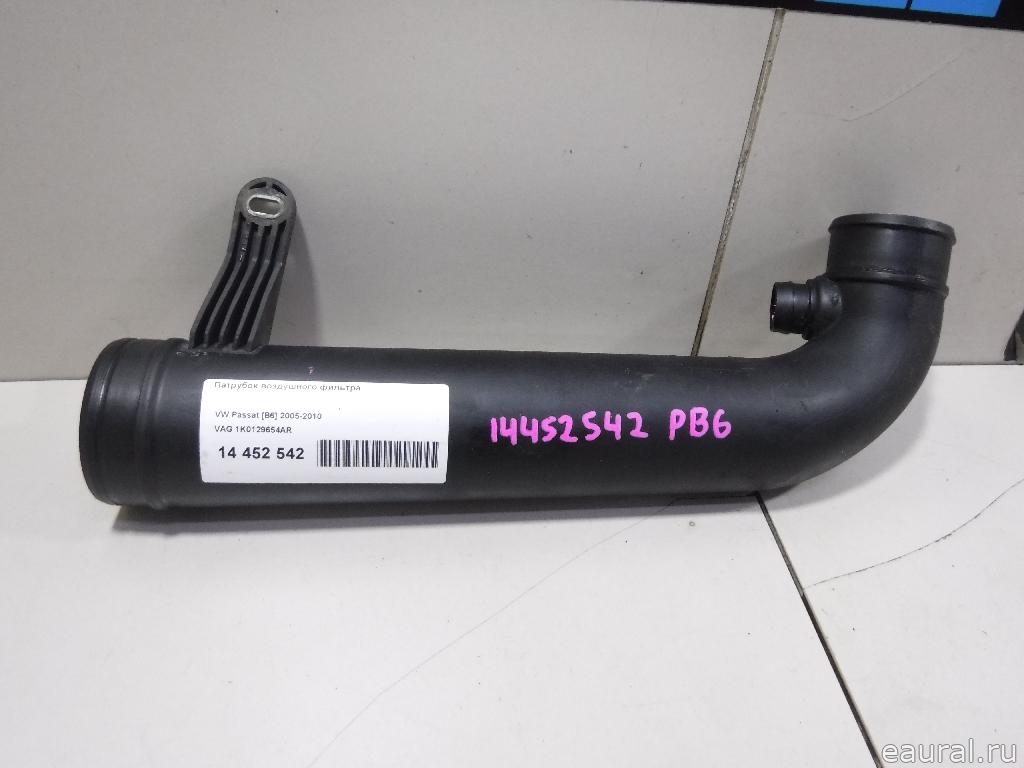 Патрубок воздушного фильтра
VW Passat [B6] 2005-2010
VAG 1K0129654AR
14 452 542
14452542 PB6
eaural.ru